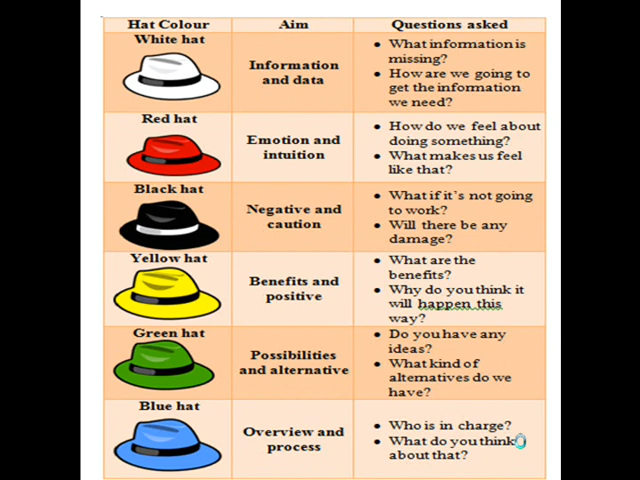 Hat Colour Aim Questions asked
White hat
Information
and data
• What information is
missing?
• How are we going to
get the information
we need?
Red hat
Emotion and
intuition
• How do we feel about
doing something?
• What makes us feel
like that?
Black hat
Negative and
caution
• What if it's not going
to work?
• Will there be any
damage?
Yellow hat
Benefits and
positive
• What are the
benefits?
• Why do you think it
will happen this
way?
Green hat
Possibilities
and alternative
• Do you have any
ideas?
• What kind of
alternatives do we
have?
Blue hat
Overview and
process
• Who is in charge?
• What do you think
about that?